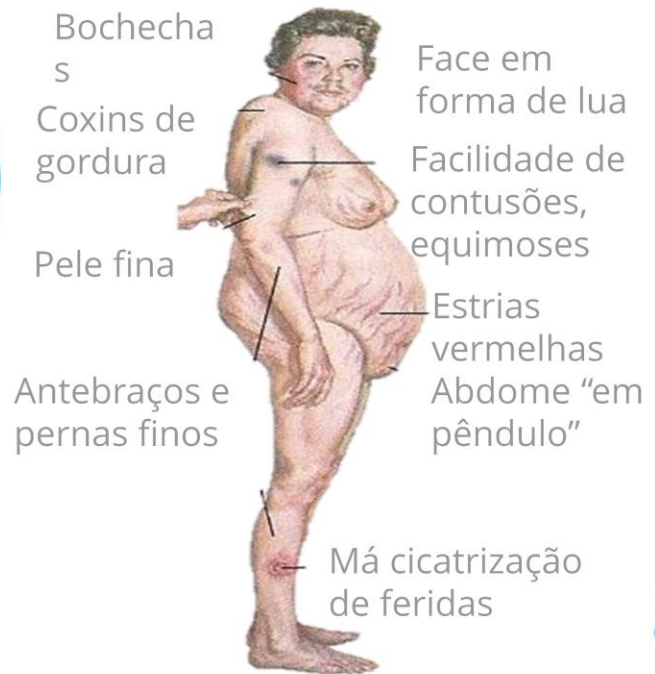 Bochecha
s
Coxins de
gordura
Pele fina
Antebraços e
pernas finos
Face em
forma de lua
Facilidade de
contusões,
equimoses
Estrias
vermelhas
Abdome “em
pêndulo”
Má cicatrização
de feridas